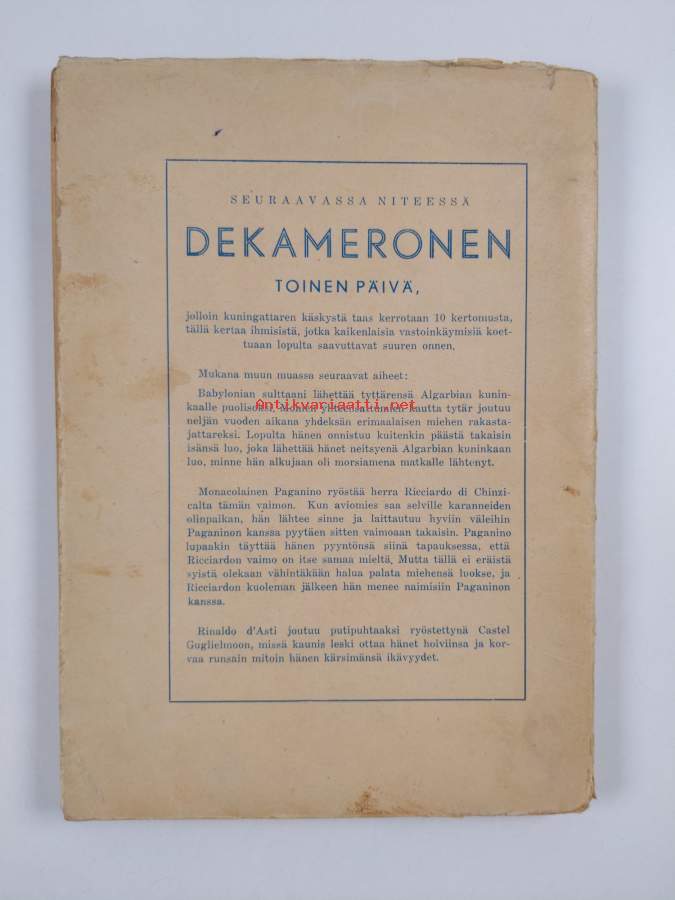 SEURAAVASSA NITEESSÄ
DEKAMERONEN
TOINEN PÄIVÄ,
jolloin kuningattaren käskystä taas kerrotaan 10 kertomusta,
tällä kertaa ihmisistä, jotka kaikenlaisia vastoinkäymisiä koet-
tuaan lopulta saavuttavat suuren onnen.
Mukana muun muassa seuraavat aiheet:
Babylonian sulttaani lähettää tyttärensä Algarbian kunin-
Antikvariaatti.net
kaalle puolisoksi. Monien yhteensattumien kautta tytär joutuu
neljän vuoden aikana yhdeksän erimaalaisen miehen rakasta-
jattareksi. Lopulta hänen onnistuu kuitenkin päästä takaisin
isänsä luo, joka lähettää hänet neitsyenä Algarbian kuninkaan
luo, minne hän alkujaan oli morsiamena matkalle lähtenyt.
Monacolainen Paganino ryöstää herra Ricciardo di Chinzi-
calta tämän vaimon. Kun aviomies saa selville karanneiden
olinpaikan, hän lähtee sinne ja laittautuu hyviin väleihin
Paganinon kanssa pyytäen sitten vaimoaan takaisin. Paganino
lupaakin täyttää hänen pyyntönsä siinä tapauksessa, että
Ricciardon vaimo on itse samaa mieltä. Mutta tällä ei eräistä
syistä olekaan vähintäkään halua palata miehensä luokse, ja
Ricciardon kuoleman jälkeen hän menee naimisiin Paganinon
kanssa.
Rinaldo d'Asti joutuu putipuhtaaksi ryöstettynä Castel
Guglielmoon, missä kaunis leski ottaa hänet hoiviinsa ja kor-
vaa runsain mitoin hänen kärsimänsä ikävyydet.